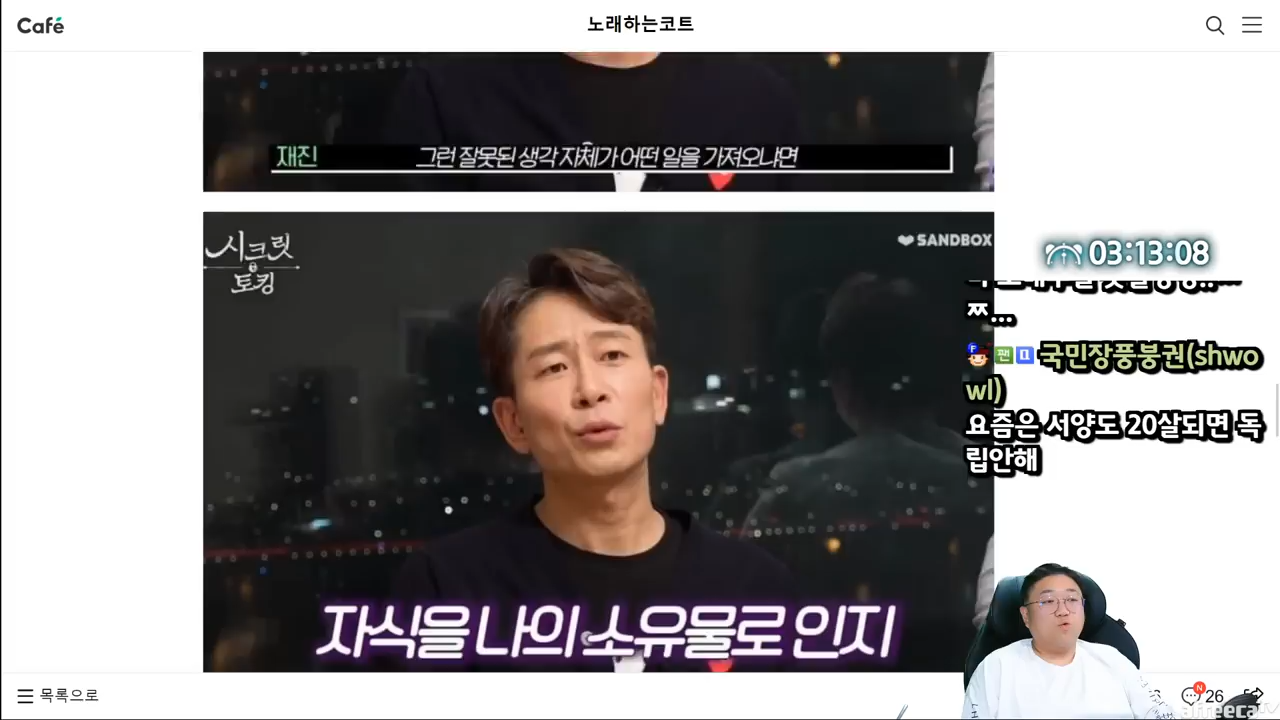 Café
노래하는코트
재진
그런 잘못된 생각 자체가 어떤 일을 가져오냐면
시크릿
토킹
SANDBOX
03:13:08
ㅉ...
F 팬 Q 국민장풍붕권(shwo
wl)
요즘은 서양도 20살되면 독
립안해
자식을 나의 소유물로 인지
목록으로
N
26
afreecaTV